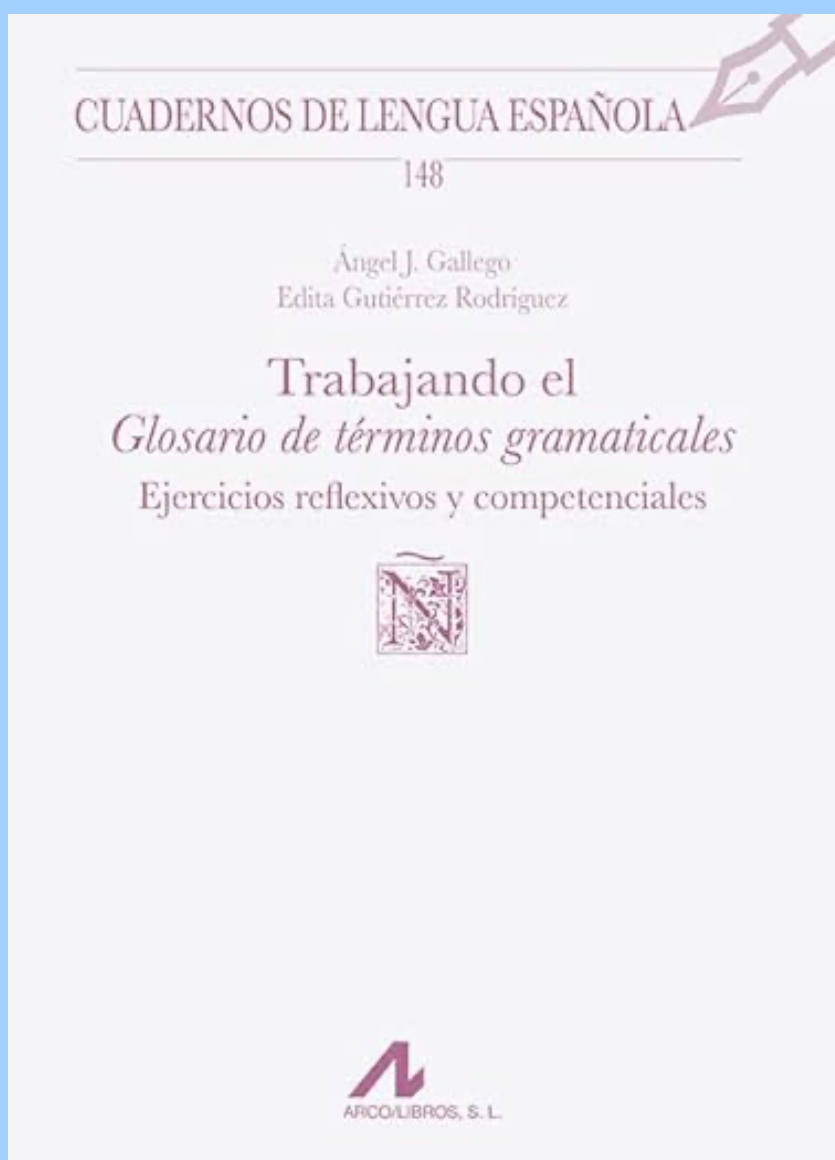 CUADERNOS DE LENGUA ESPAÑOLA
148
Ángel J. Gallego
Edita Gutiérrez Rodríguez
Trabajando el
Glosario de términos gramaticales
Ejercicios reflexivos y competenciales
Ñ
ARCO/LIBROS, S. L.